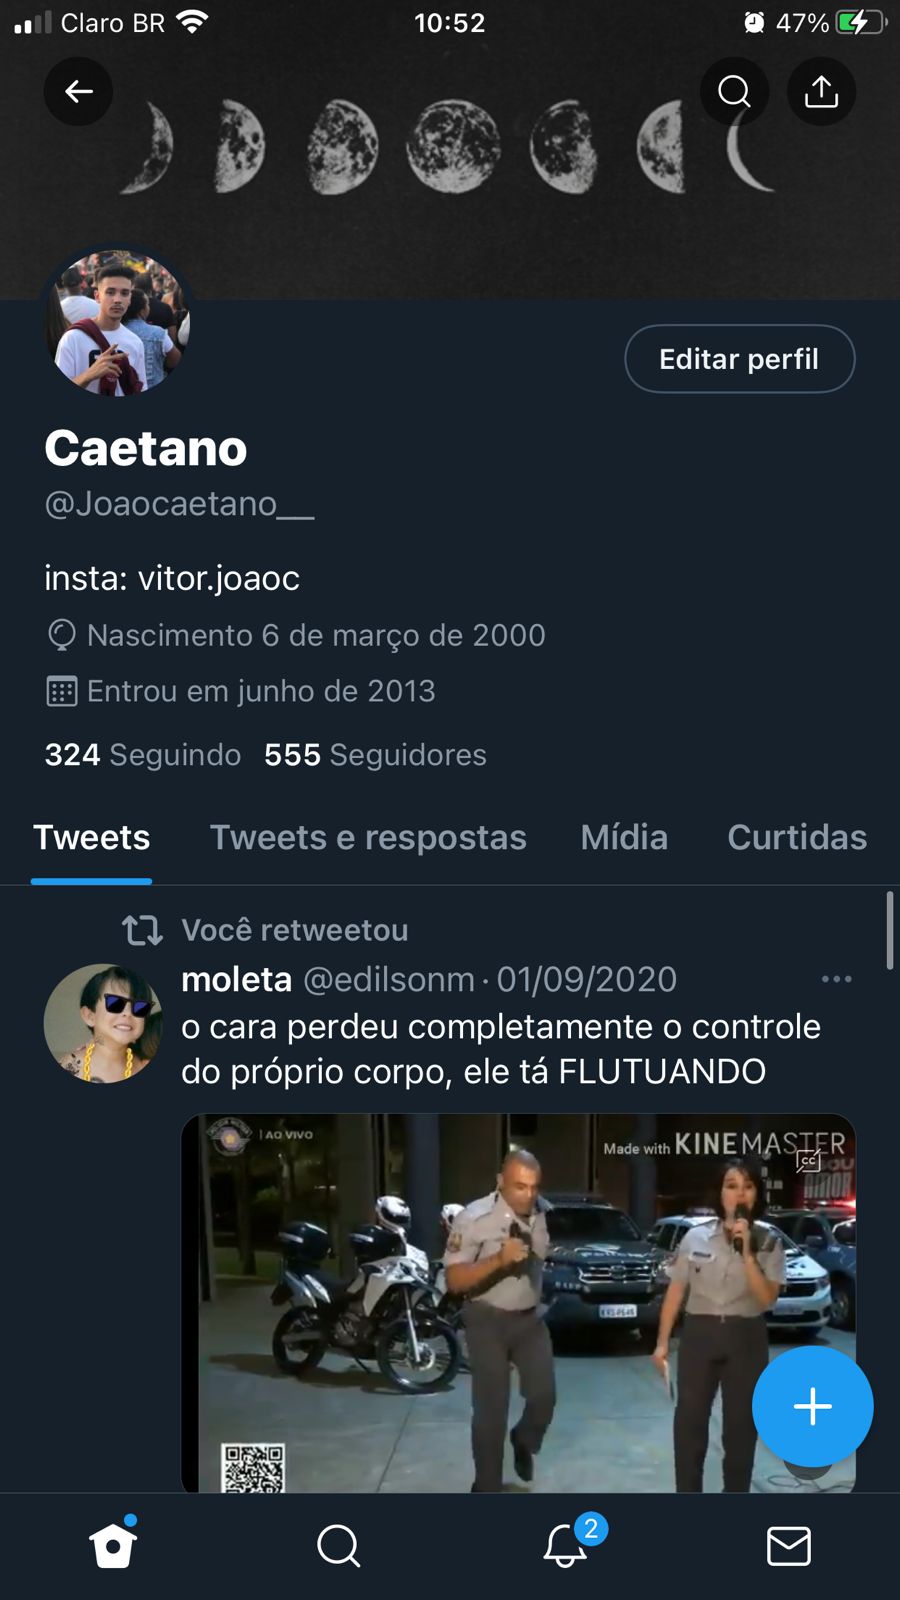 Claro BR
10:52
47%
Editar perfil
Caetano
@Joaocaetano__
insta: vitor.joaoc
Nascimento 6 de março de 2000
Entrou em junho de 2013
324 Seguindo 555 Seguidores
Tweets Tweets e respostas Mídia Curtidas
Você retweetou
moleta @edilsonm · 01/09/2020
o cara perdeu completamente o controle
do próprio corpo, ele tá FLUTUANDO
AO VIVO
Made with KINEMASTER
CC
2